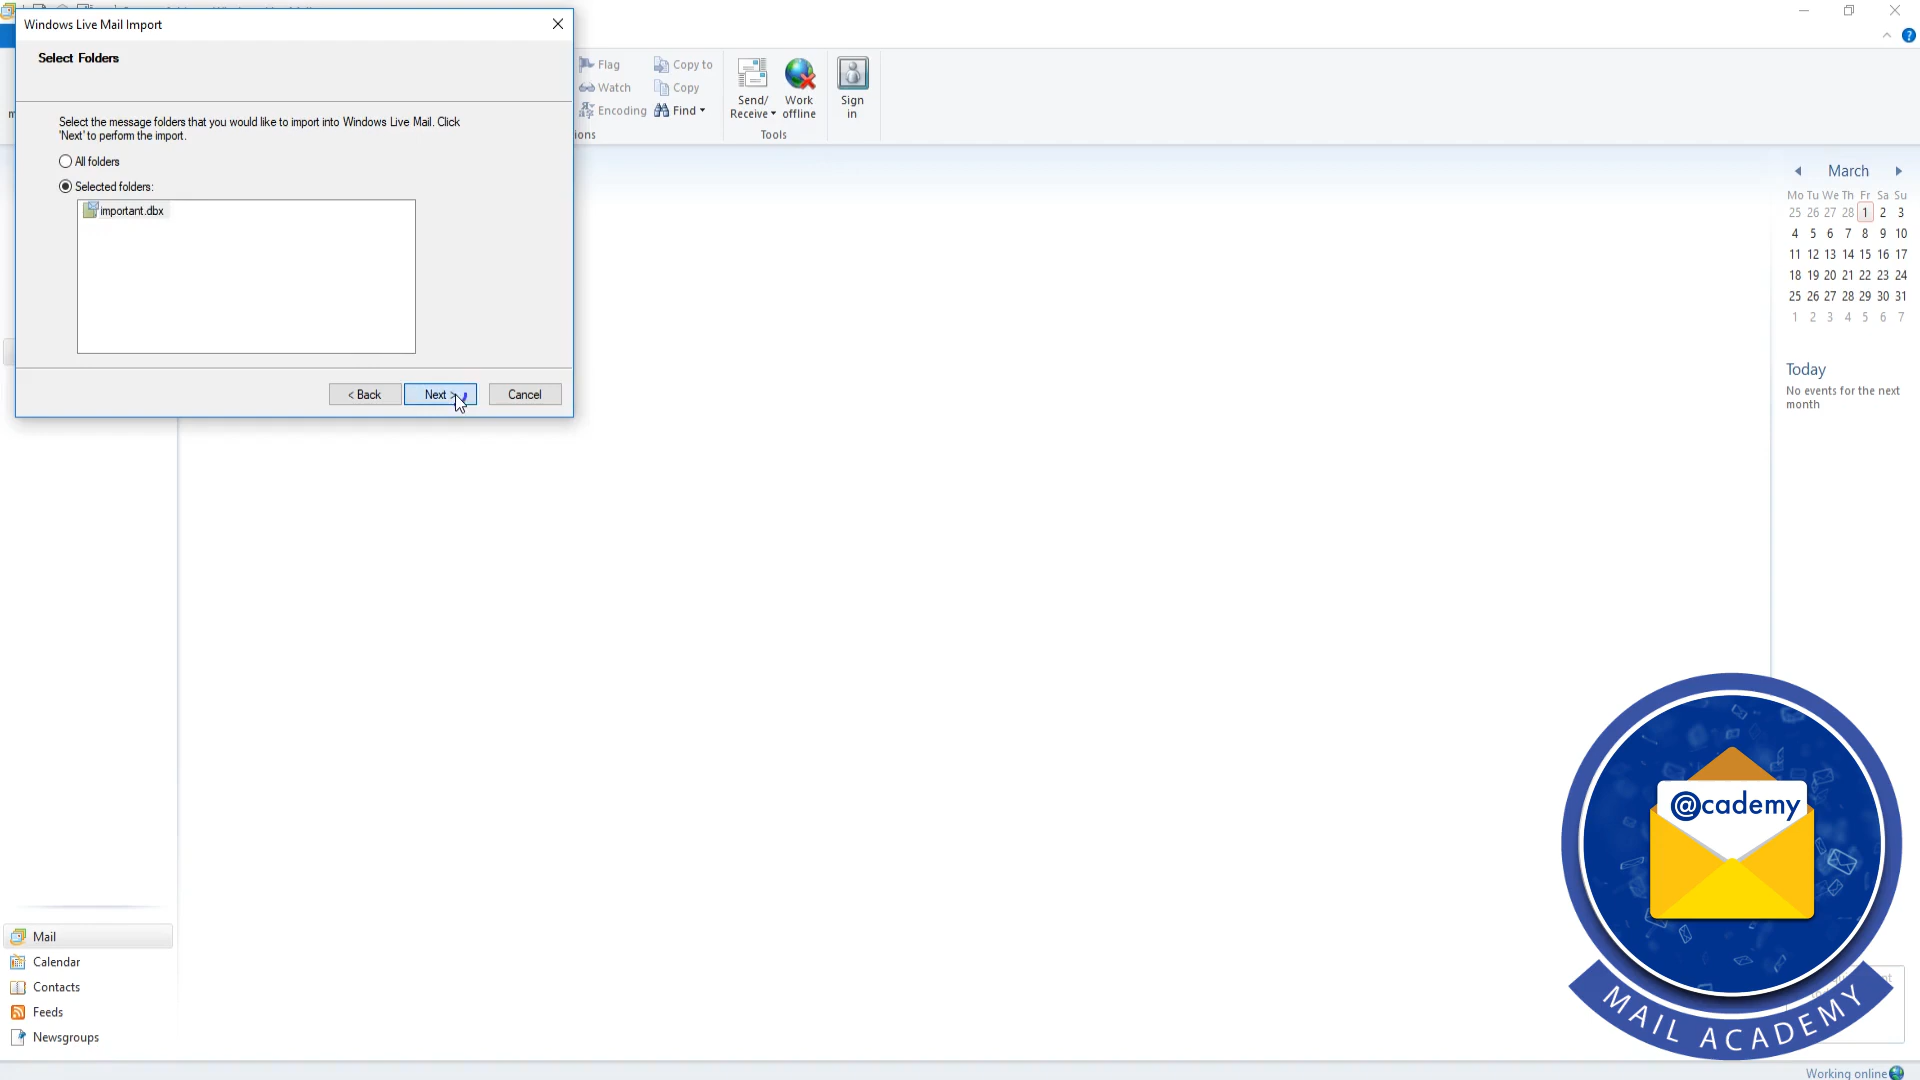 Windows Live Mail Import
Select Folders
Select the message folders that you would like to import into Windows Live Mail. Click
'Next' to perform the import.
All folders
Selected folders:
important.dbx
< Back
Next >
Cancel
Flag
Watch
Encoding
Copy to
Copy
Find
Send/
Receive
Work
offline
Sign
in
ions
Tools
March
Mo Tu We Th Fr Sa Su
25 26 27 28 1 2 3
4 5 6 7 8 9 10
11 12 13 14 15 16 17
18 19 20 21 22 23 24
25 26 27 28 29 30 31
1 2 3 4 5 6 7
Today
No events for the next
month
Mail
Calendar
Contacts
Feeds
Newsgroups
@cademy
MAIL ACADEMY
Working online